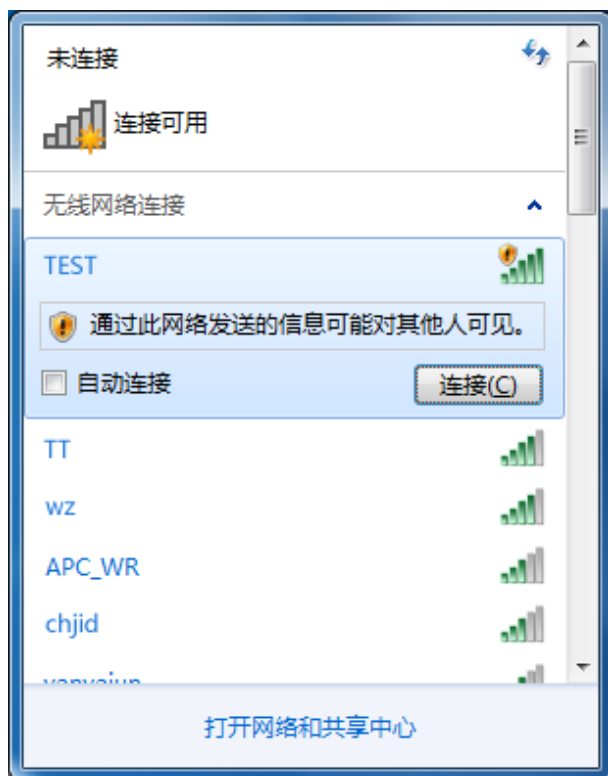 未连接
连接可用
无线网络连接
TEST
通过此网络发送的信息可能对其他人可见。
自动连接 连接(C)
TT
wz
APC_WR
chjid
打开网络和共享中心